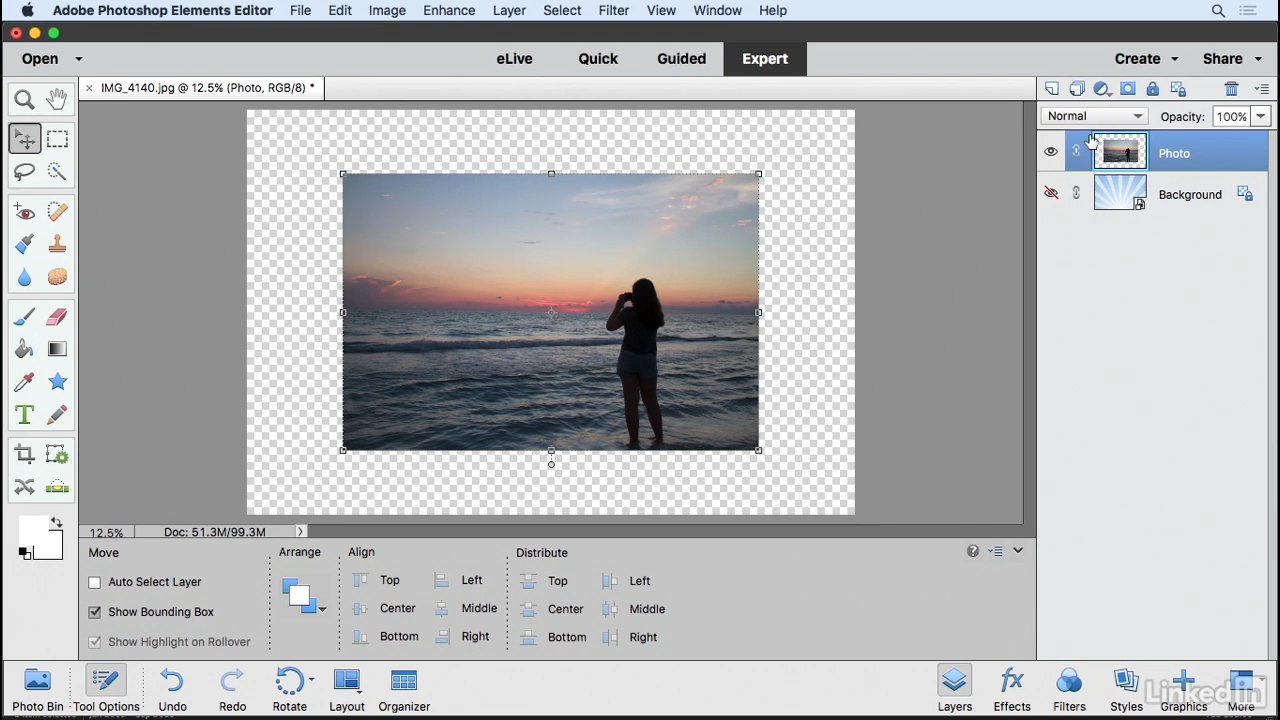 Adobe Photoshop Elements Editor File Edit Image Enhance Layer Select Filter View Window Help
Open eLive Quick Guided Expert Create Share
× IMG_4140.jpg @ 12.5% (Photo, RGB/8) *
Normal Opacity: 100%
Photo
Background
12.5% Doc: 51.3M/99.3M
Move Arrange Align Distribute
Auto Select Layer Top Left Top Left
Show Bounding Box Center Middle Center Middle
Show Highlight on Rollover Bottom Right Bottom Right
Photo Bin Tool Options Undo Redo Rotate Layout Organizer Layers Effects Filters Styles Graphics More
LinkedIn